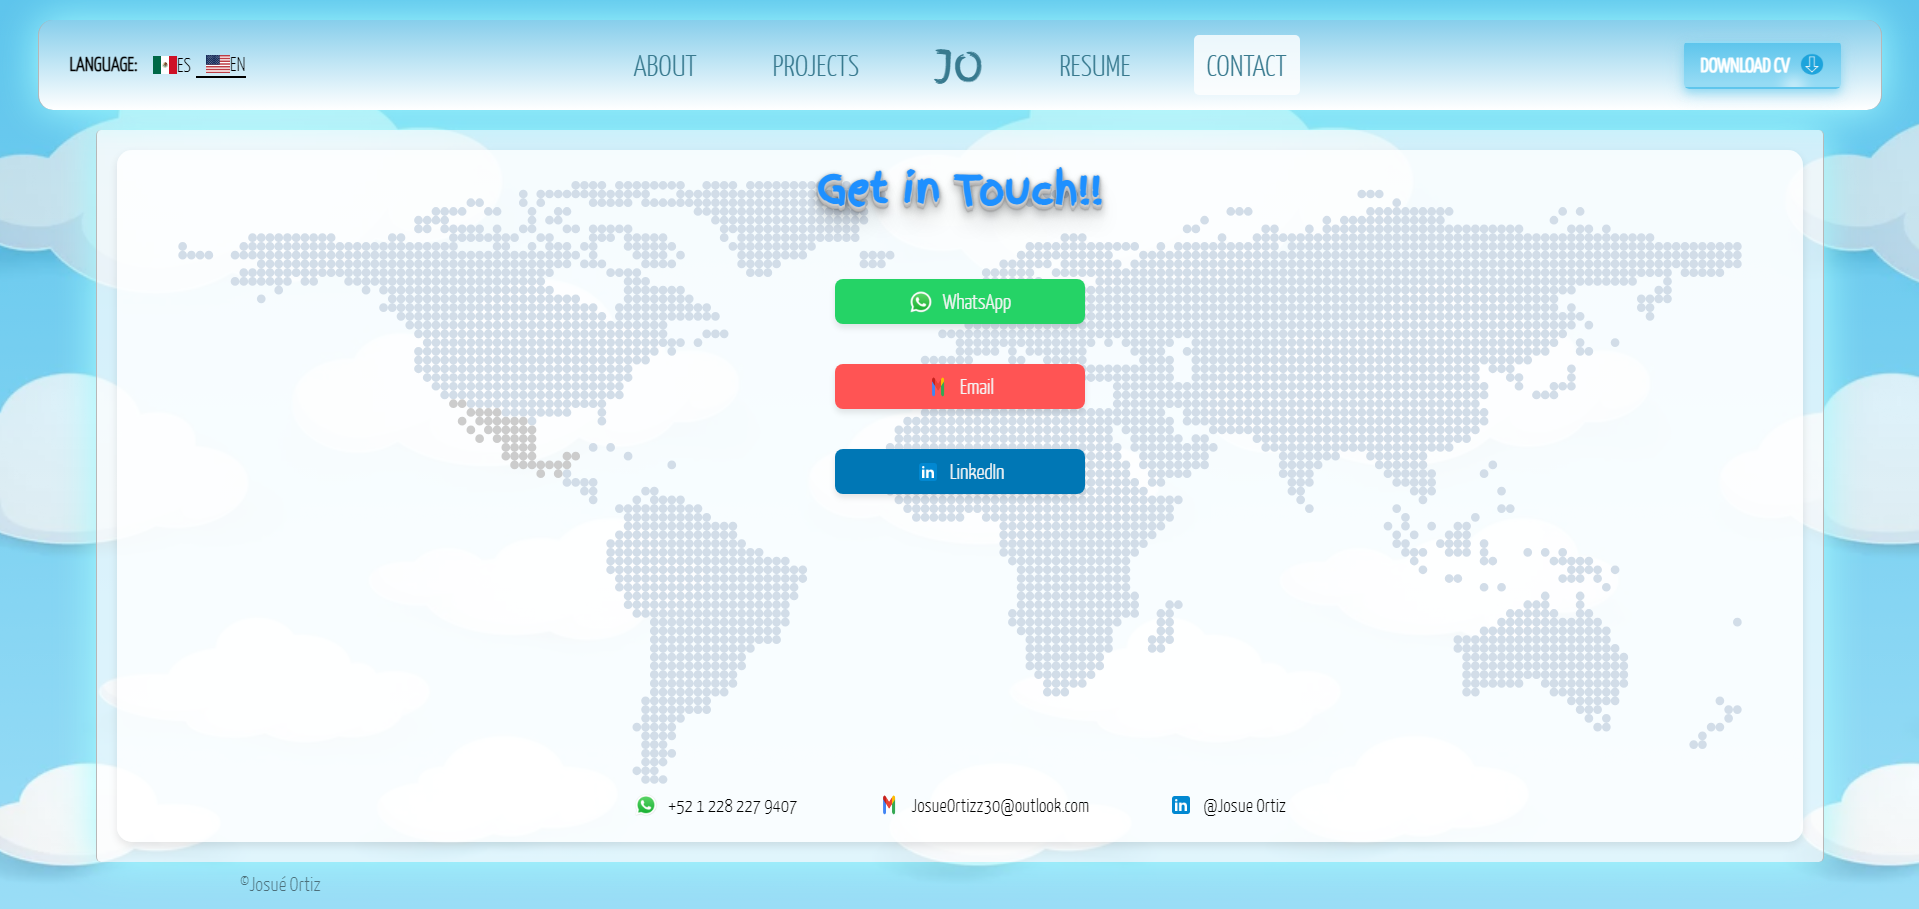 LANGUAGE: ES EN ABOUT PROJECTS JO RESUME CONTACT DOWNLOAD CV
Get in Touch!!
WhatsApp
Email
LinkedIn
+52 1 228 227 9407 JosueOrtizz30@outlook.com @Josue Ortiz
©Josué Ortiz